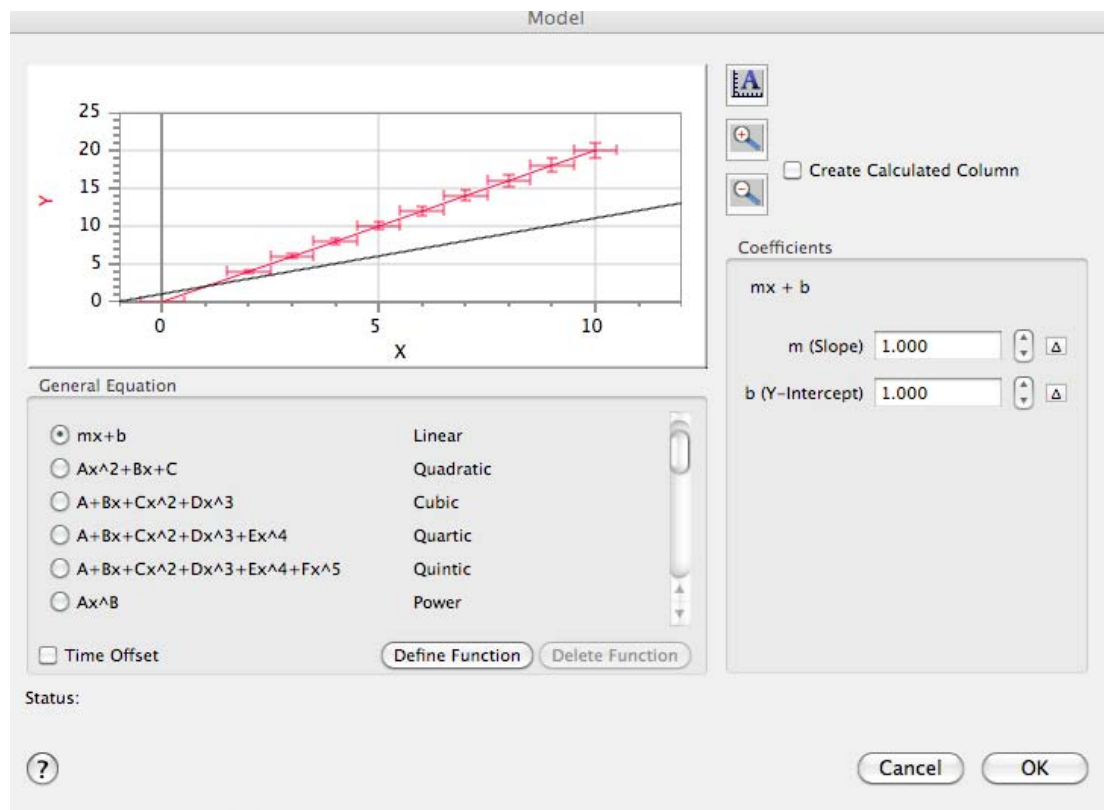 Model
25
20
15
10
5
0
Y
0 5 10
X
A
Create Calculated Column
Coefficients
mx + b
m (Slope) 1.000 Δ
b (Y-Intercept) 1.000 Δ
General Equation
mx+b Linear
Ax^2+Bx+C Quadratic
A+Bx+Cx^2+Dx^3 Cubic
A+Bx+Cx^2+Dx^3+Ex^4 Quartic
A+Bx+Cx^2+Dx^3+Ex^4+Fx^5 Quintic
Ax^B Power
Time Offset Define Function Delete Function
Status:
? Cancel OK